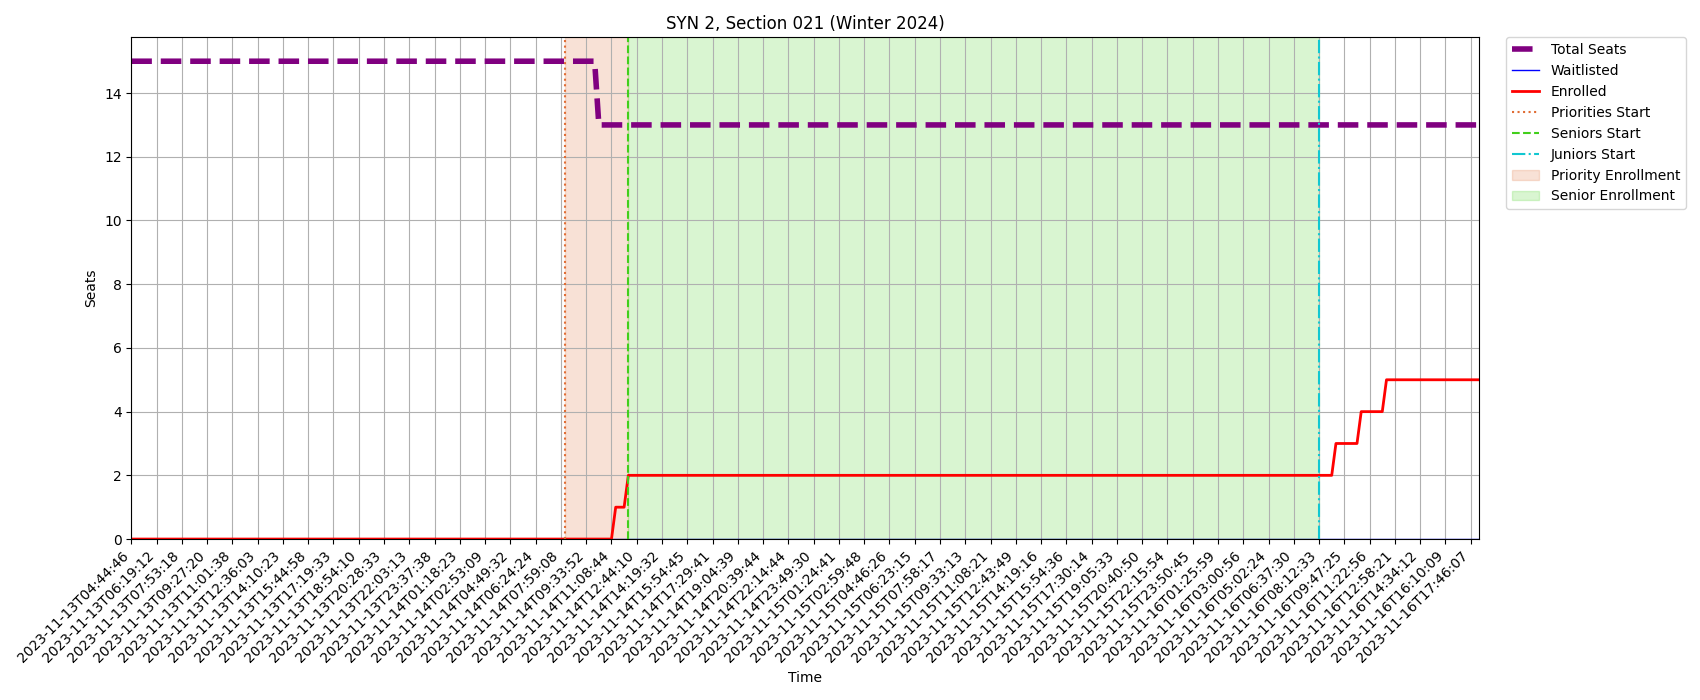 SYN 2, Section 021 (Winter 2024)
Total Seats
Waitlisted
Enrolled
Priorities Start
Seniors Start
Juniors Start
Priority Enrollment
Senior Enrollment
Seats
14
12
10
8
6
4
2
0
2023-11-13T04:44:46
2023-11-13T06:19:12
2023-11-13T07:53:18
2023-11-13T09:27:20
2023-11-13T11:01:38
2023-11-13T12:36:03
2023-11-13T14:10:23
2023-11-13T15:44:58
2023-11-13T17:19:33
2023-11-13T18:54:10
2023-11-13T20:28:33
2023-11-13T22:03:13
2023-11-13T23:37:38
2023-11-14T01:18:23
2023-11-14T02:53:09
2023-11-14T04:49:32
2023-11-14T06:24:24
2023-11-14T07:59:08
2023-11-14T09:33:52
2023-11-14T11:08:44
2023-11-14T12:44:10
2023-11-14T14:19:32
2023-11-14T15:54:45
2023-11-14T17:29:41
2023-11-14T19:04:39
2023-11-14T20:39:44
2023-11-14T22:14:44
2023-11-14T23:49:30
2023-11-15T01:24:41
2023-11-15T02:59:48
2023-11-15T04:46:26
2023-11-15T06:23:15
2023-11-15T07:58:17
2023-11-15T09:33:13
2023-11-15T11:08:21
2023-11-15T12:43:49
2023-11-15T14:19:16
2023-11-15T15:54:36
2023-11-15T17:30:14
2023-11-15T19:05:33
2023-11-15T20:40:50
2023-11-15T22:15:54
2023-11-15T23:50:45
2023-11-16T01:25:59
2023-11-16T03:00:56
2023-11-16T05:02:24
2023-11-16T06:37:30
2023-11-16T08:12:33
2023-11-16T09:47:25
2023-11-16T11:22:56
2023-11-16T12:58:21
2023-11-16T14:34:12
2023-11-16T16:10:09
2023-11-16T17:46:07
Time